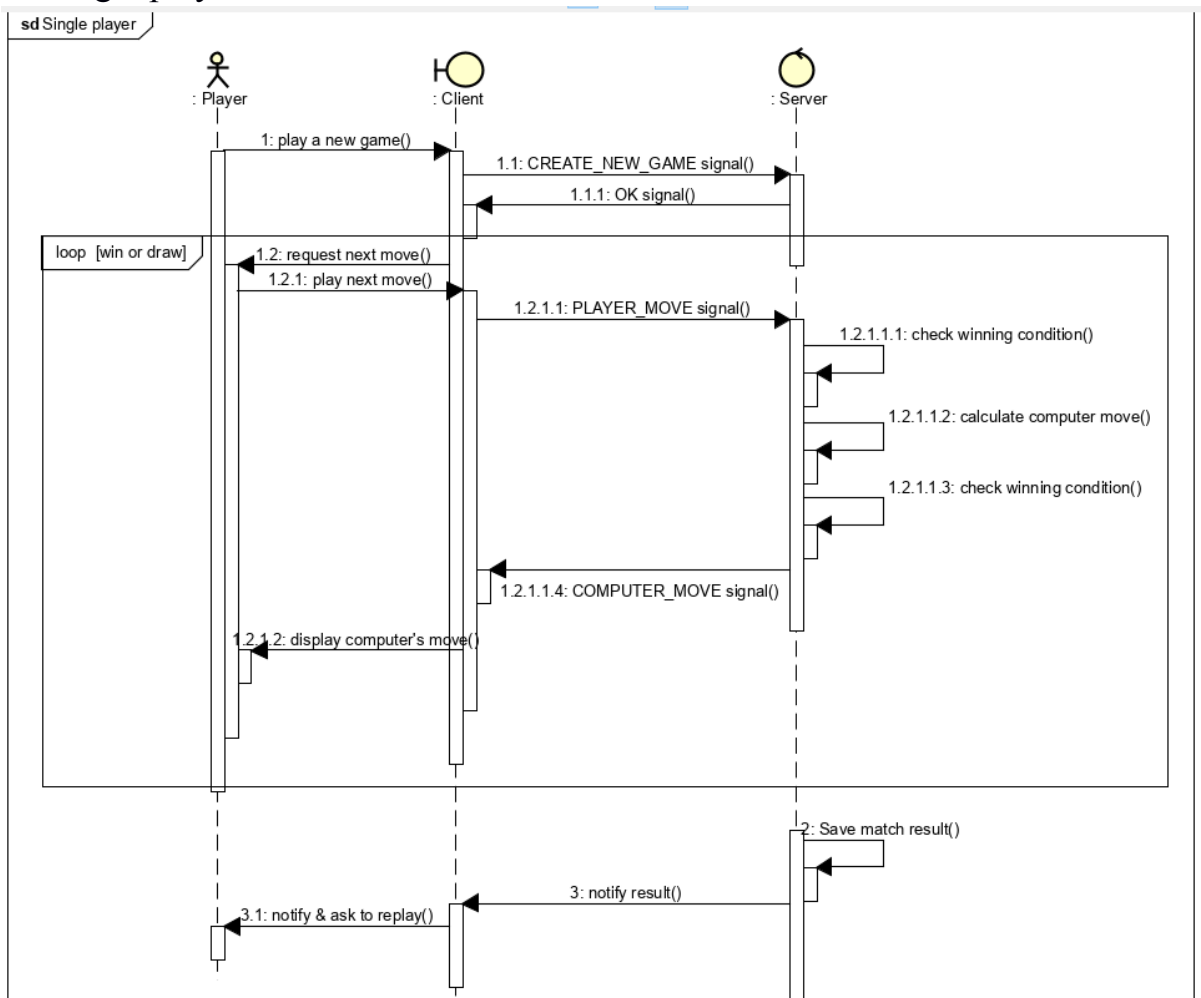 sd Single player
: Player
: Client
: Server
1: play a new game()
1.1: CREATE_NEW_GAME signal()
1.1.1: OK signal()
loop [win or draw]
1.2: request next move()
1.2.1: play next move()
1.2.1.1: PLAYER_MOVE signal()
1.2.1.1.1: check winning condition()
1.2.1.1.2: calculate computer move()
1.2.1.1.3: check winning condition()
1.2.1.1.4: COMPUTER_MOVE signal()
1.2.1.2: display computer's move()
2: Save match result()
3: notify result()
3.1: notify & ask to replay()